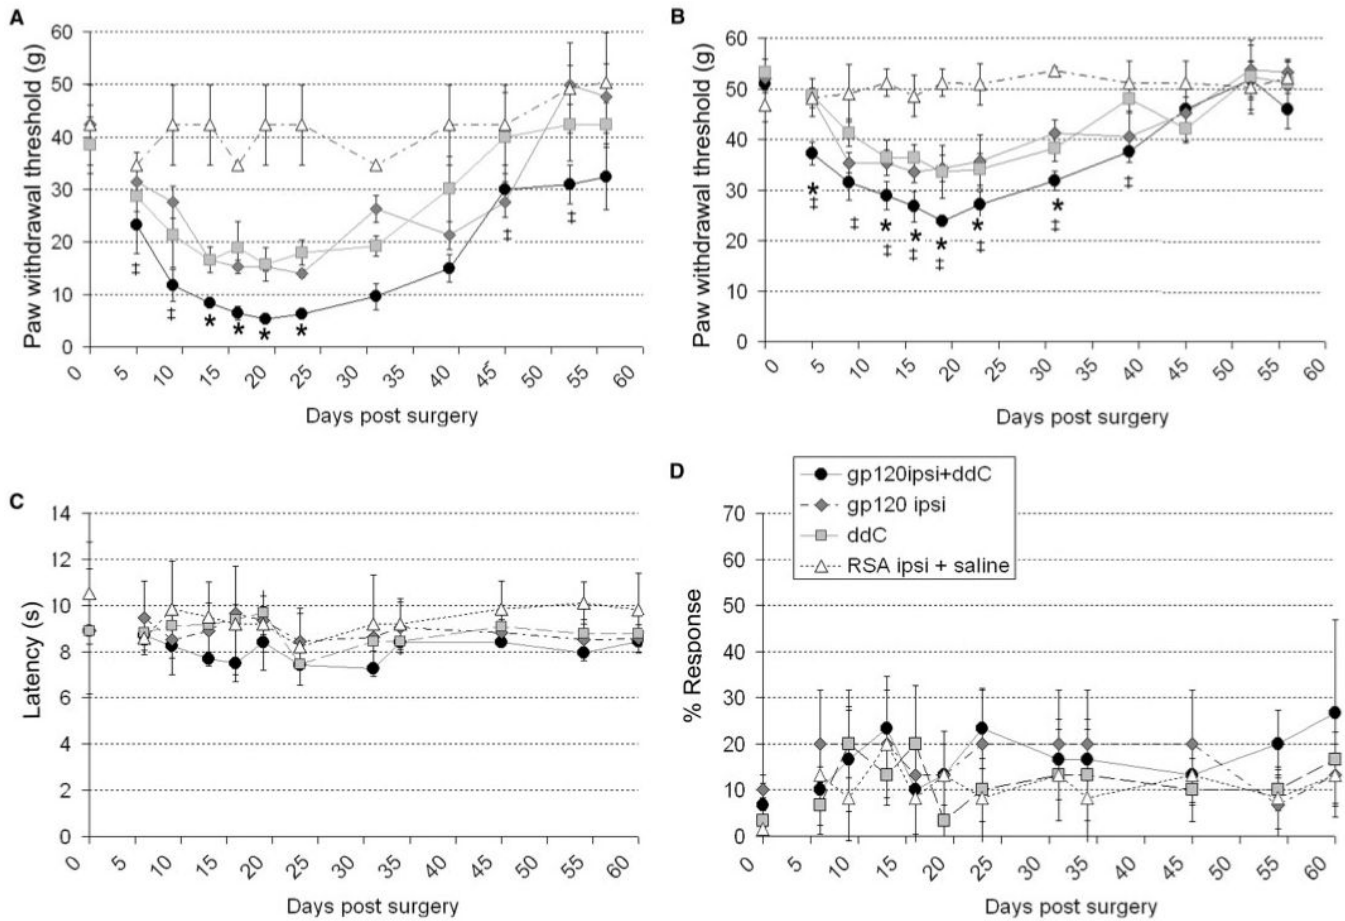 A
Paw withdrawal threshold (g)
60
50
40
30
20
10
0
‡
‡
*
*
*
*
‡
‡
0 5 10 15 20 25 30 35 40 45 50 55 60
Days post surgery
B
Paw withdrawal threshold (g)
60
50
40
30
20
10
0
*
‡
‡
*
‡
*
‡
*
‡
*
‡
*
‡
‡
0 5 10 15 20 25 30 35 40 45 50 55 60
Days post surgery
C
Latency (s)
14
12
10
8
6
4
2
0
0 5 10 15 20 25 30 35 40 45 50 55 60
Days post surgery
D
gp120ipsi+ddC
gp120 ipsi
ddC
RSA ipsi + saline
% Response
70
60
50
40
30
20
10
0
0 5 10 15 20 25 30 35 40 45 50 55 60
Days post surgery